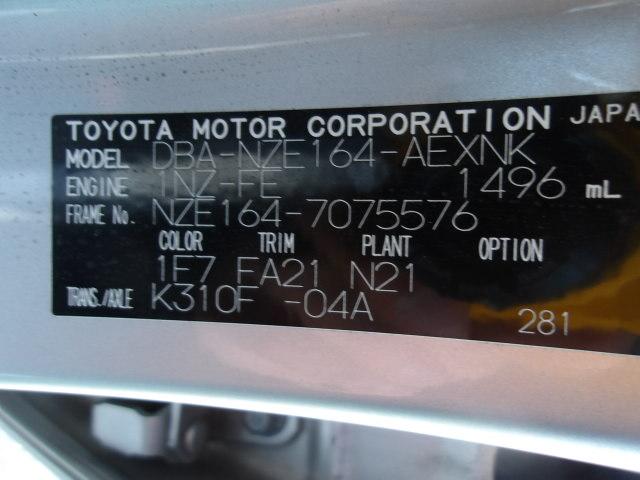 TOYOTA MOTOR CORPORATION JAPA
MODEL DBA-NZE164-AEXNK
ENGINE 1NZ-FE 1496 mL
FRAME No. NZE164-7075576
COLOR TRIM PLANT OPTION
1F7 FA21 N21
TRANS./AXLE K310F -04A
281